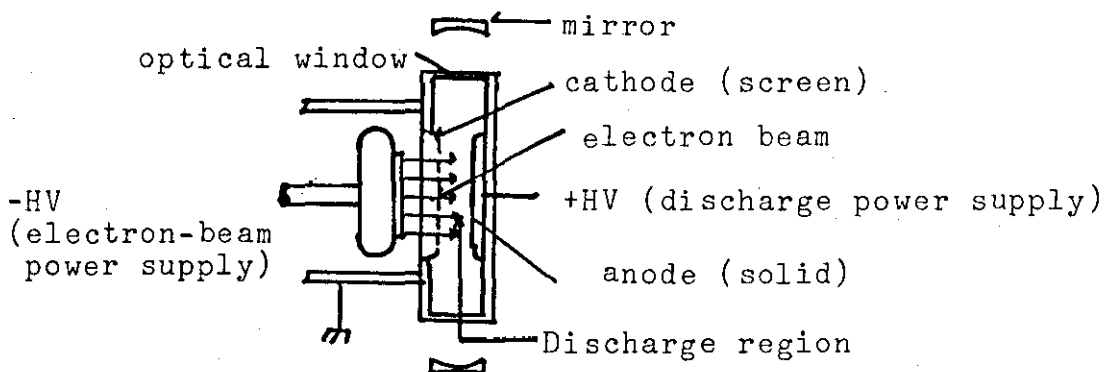 mirror
optical window
cathode (screen)
electron beam
-HV
(electron-beam
power supply)
+HV (discharge power supply)
anode (solid)
Discharge region